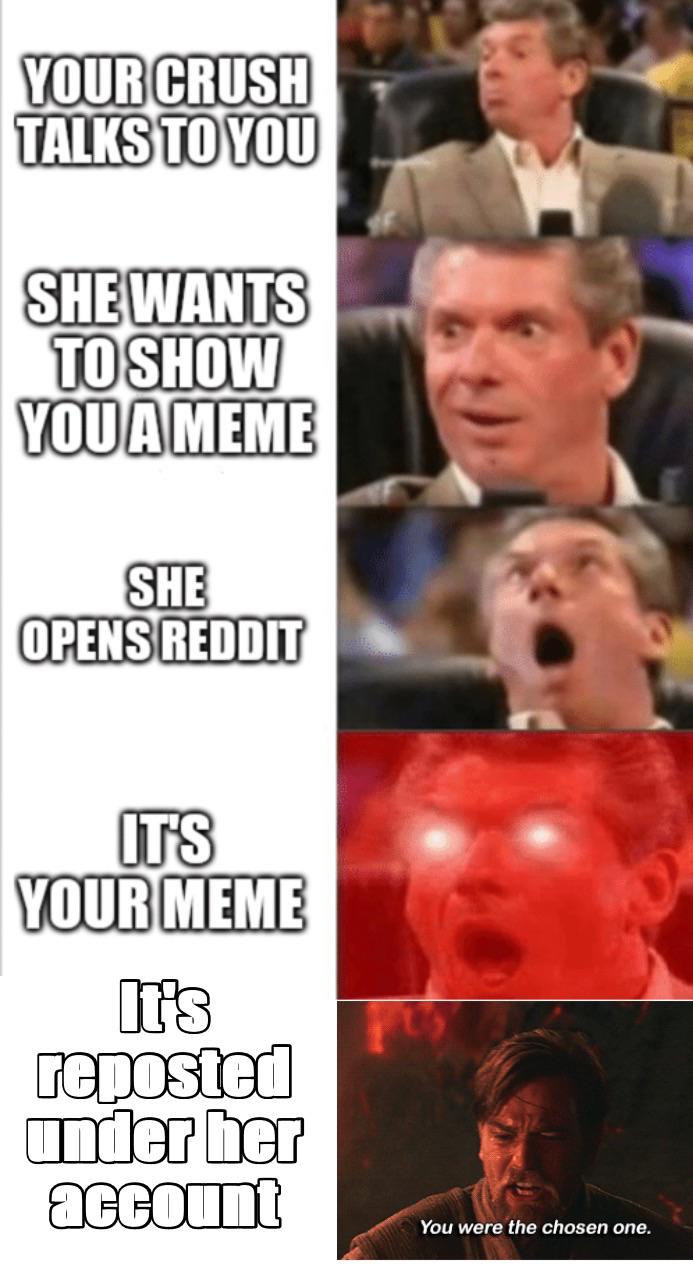 YOUR CRUSH
TALKS TO YOU
SHE WANTS
TO SHOW
YOU A MEME
SHE
OPENS REDDIT
IT'S
YOUR MEME
It's
reposted
under her
account
You were the chosen one.